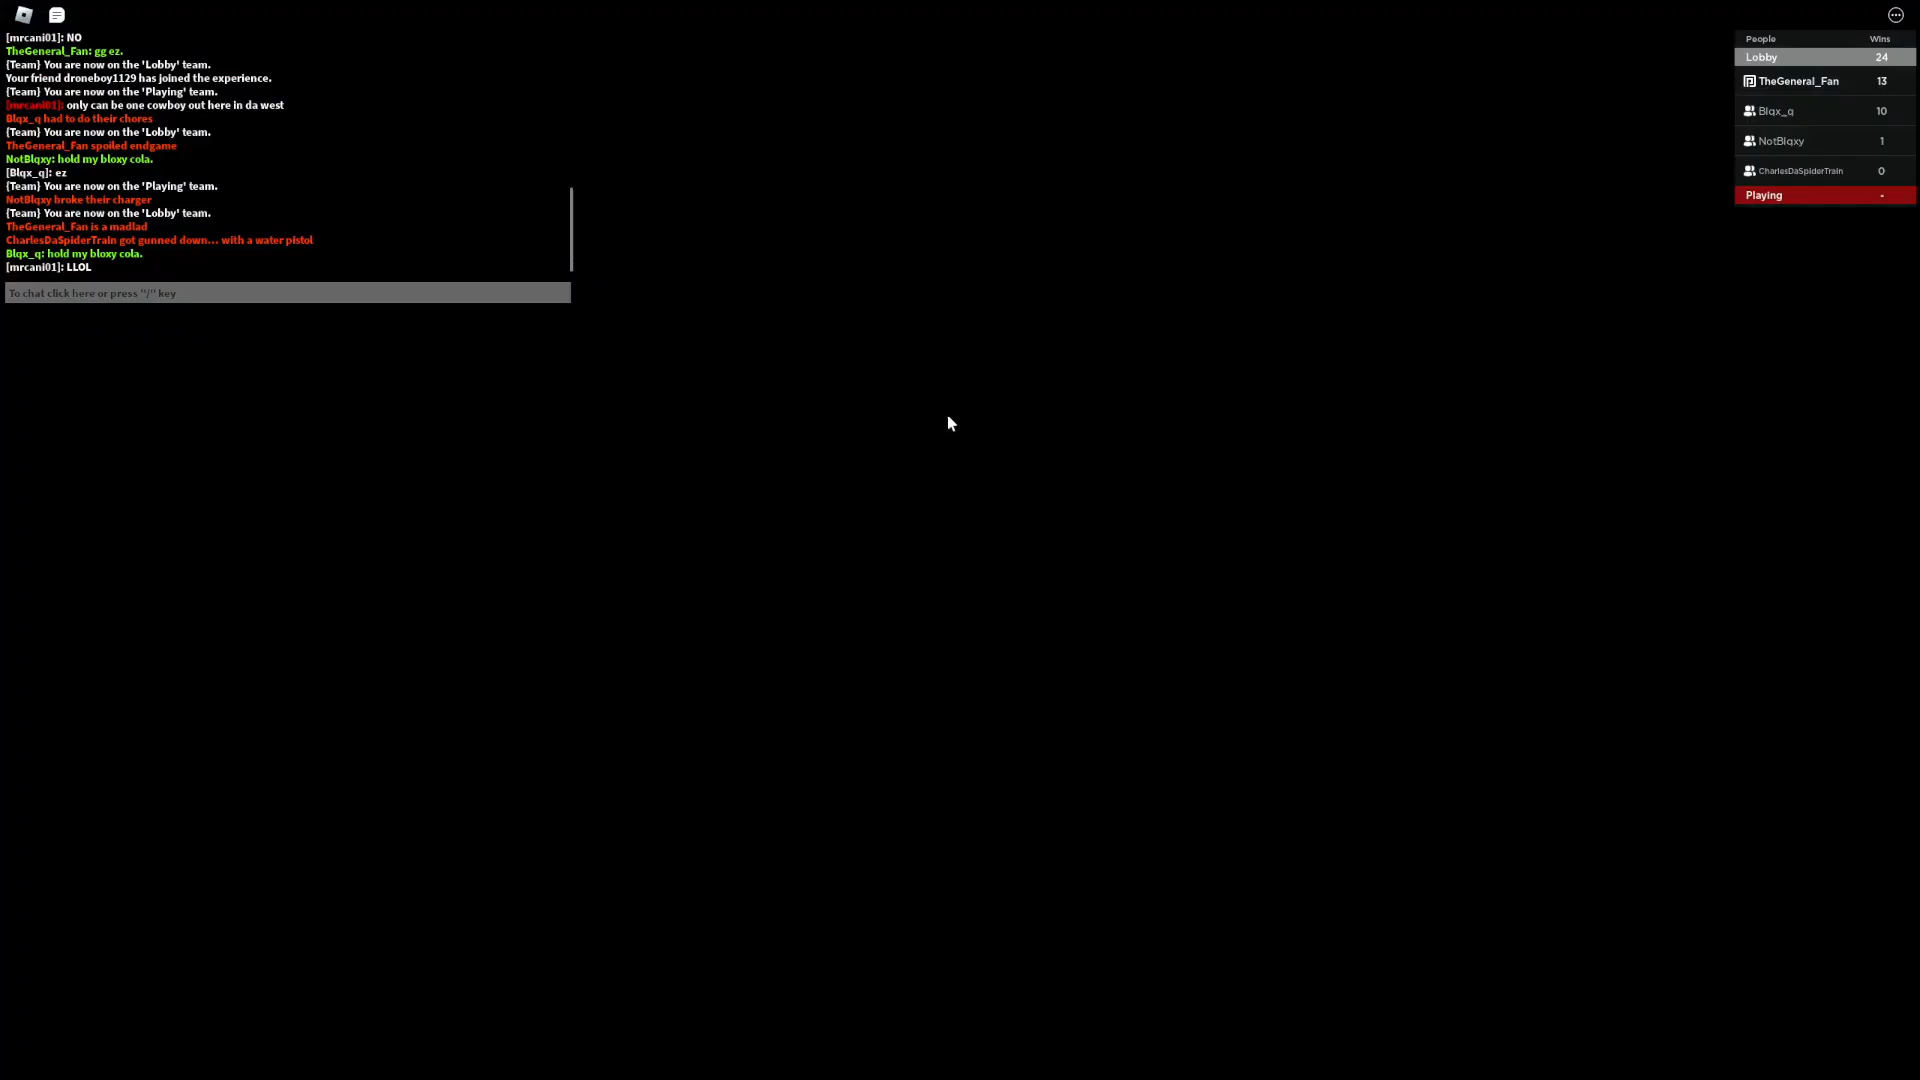 [mrcani01]: NO
TheGeneral_Fan: gg ez.
{Team} You are now on the 'Lobby' team.
Your friend droneboy1129 has joined the experience.
{Team} You are now on the 'Playing' team.
[mrcani01]: only can be one cowboy out here in da west
Blqx_q had to do their chores
{Team} You are now on the 'Lobby' team.
TheGeneral_Fan spoiled endgame
NotBlqxy: hold my bloxy cola.
[Blqx_q]: ez
{Team} You are now on the 'Playing' team.
NotBlqxy broke their charger
{Team} You are now on the 'Lobby' team.
TheGeneral_Fan is a madlad
CharlesDaSpiderTrain got gunned down... with a water pistol
Blqx_q: hold my bloxy cola.
[mrcani01]: LLOL
To chat click here or press "/" key
People Wins
Lobby 24
TheGeneral_Fan 13
Blqx_q 10
NotBlqxy 1
CharlesDaSpiderTrain 0
Playing -